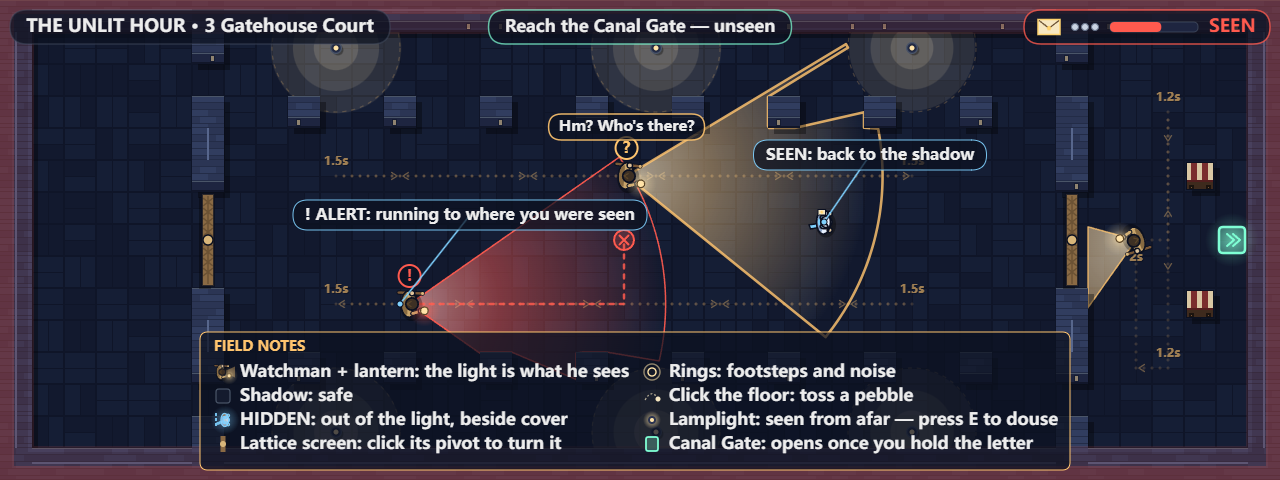 THE UNLIT HOUR • 3 Gatehouse Court
Reach the Canal Gate — unseen
SEEN
1.2s
Hm? Who's there?
?
SEEN: back to the shadow
1.5s
1.5s
! ALERT: running to where you were seen
2s
!
1.5s
1.5s
1.2s
FIELD NOTES
Watchman + lantern: the light is what he sees
Shadow: safe
HIDDEN: out of the light, beside cover
Lattice screen: click its pivot to turn it
Rings: footsteps and noise
Click the floor: toss a pebble
Lamplight: seen from afar — press E to douse
Canal Gate: opens once you hold the letter